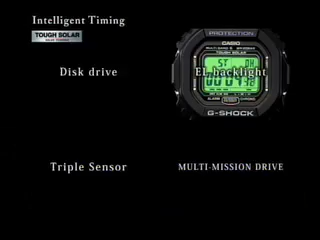 Intelligent Timing
TOUGH SOLAR
Disk drive
PROTECTION
CASIO
TOUGH SOLAR
EL backlight
G-SHOCK
Triple Sensor
MULTI-MISSION DRIVE